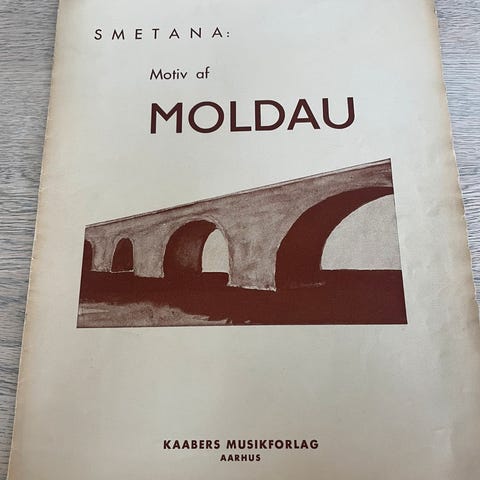 SMETANA:
Motiv af
MOLDAU
KAABERS MUSIKFORLAG
AARHUS